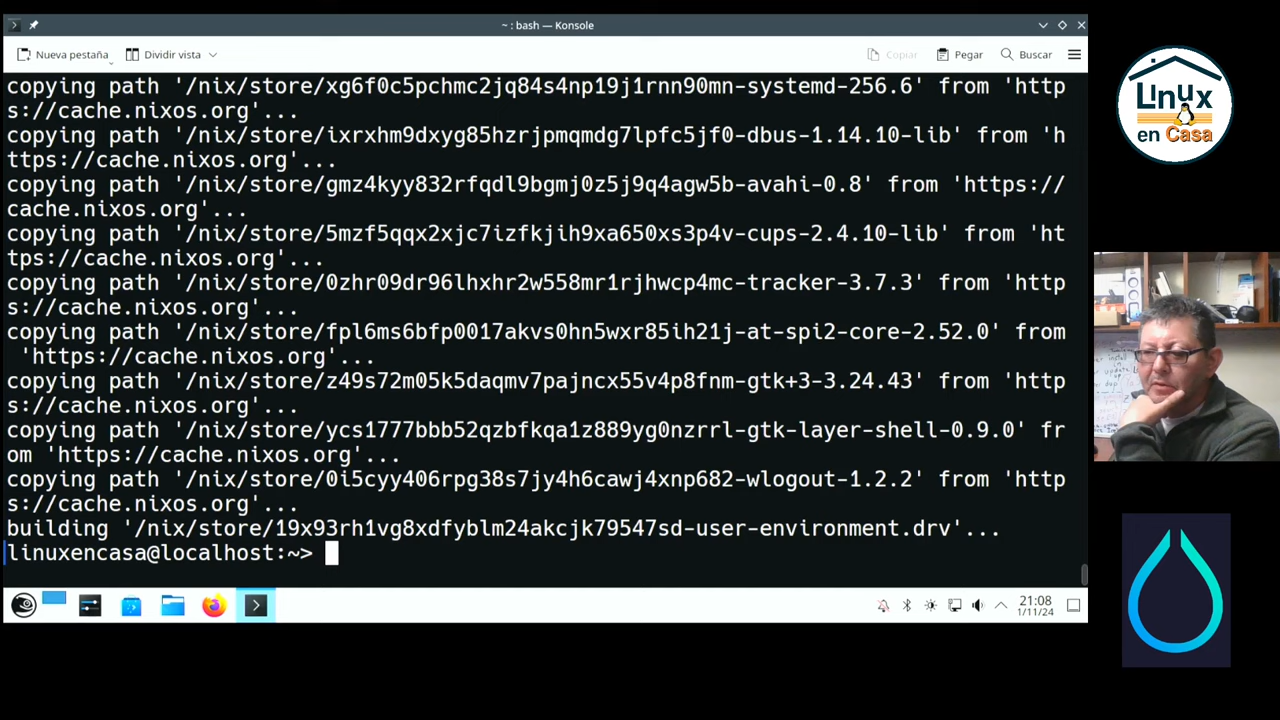 ~ : bash — Konsole
Nueva pestaña
Dividir vista
Copiar
Pegar
Buscar
copying path '/nix/store/xg6f0c5pchmc2jq84s4np19j1rnn90mn-systemd-256.6' from 'http
s://cache.nixos.org'...
copying path '/nix/store/ixrxhm9dxyg85hzrjpmqmdg7lpfc5jf0-dbus-1.14.10-lib' from 'h
ttps://cache.nixos.org'...
copying path '/nix/store/gmz4kyy832rfqdl9bgmj0z5j9q4agw5b-avahi-0.8' from 'https://
cache.nixos.org'...
copying path '/nix/store/5mzf5qqx2xjc7izfkjih9xa650xs3p4v-cups-2.4.10-lib' from 'ht
tps://cache.nixos.org'...
copying path '/nix/store/0zhr09dr96lhxhr2w558mr1rjhwcp4mc-tracker-3.7.3' from 'http
s://cache.nixos.org'...
copying path '/nix/store/fpl6ms6bfp0017akvs0hn5wxr85ih21j-at-spi2-core-2.52.0' from
 'https://cache.nixos.org'...
copying path '/nix/store/z49s72m05k5daqmv7pajncx55v4p8fnm-gtk+3-3.24.43' from 'http
s://cache.nixos.org'...
copying path '/nix/store/ycs1777bbb52qzbfkqa1z889yg0nzrrl-gtk-layer-shell-0.9.0' fr
om 'https://cache.nixos.org'...
copying path '/nix/store/0i5cyy406rpg38s7jy4h6cawj4xnp682-wlogout-1.2.2' from 'http
s://cache.nixos.org'...
building '/nix/store/19x93rh1vg8xdfyblm24akcjk79547sd-user-environment.drv'...
linuxencasa@localhost:~>
21:08
1/11/24
Linux
en Casa